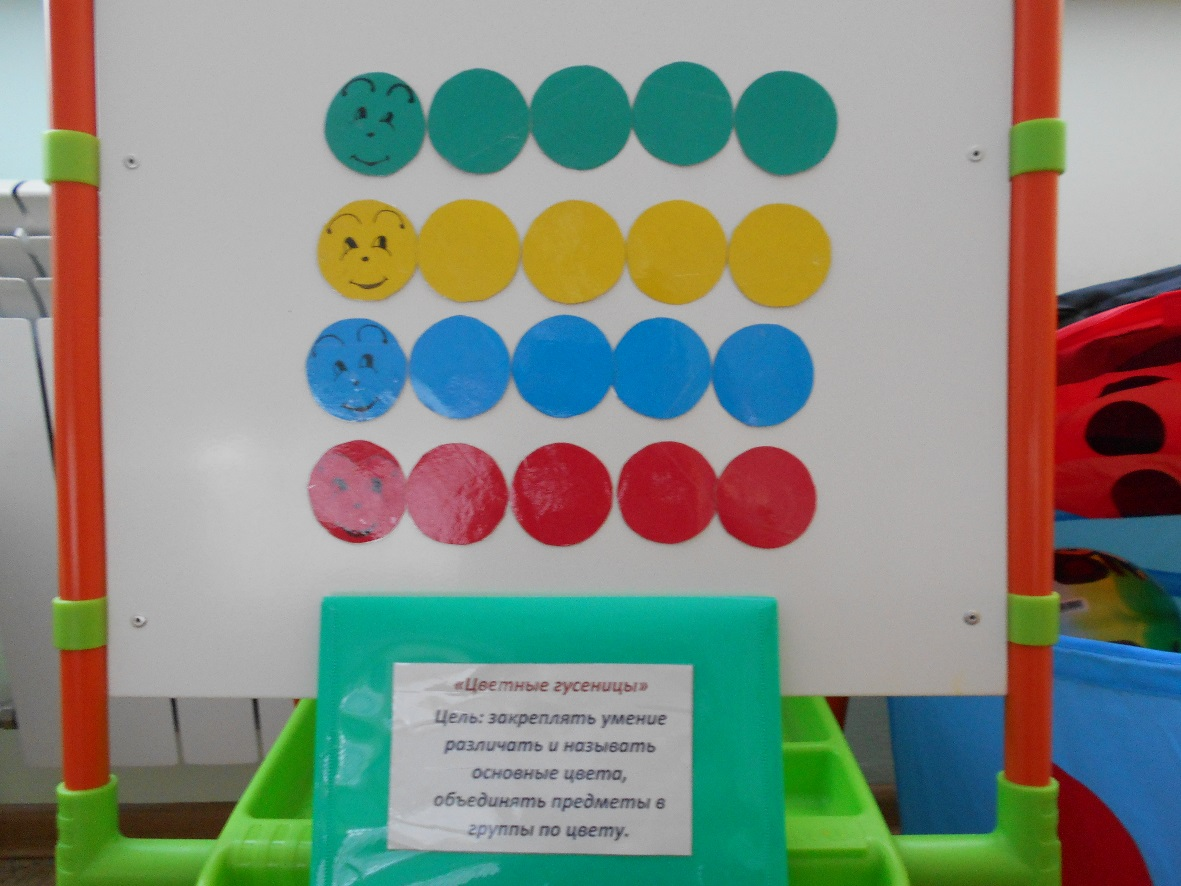 «Цветные гусеницы»
Цель: закреплять умение
различать и называть
основные цвета,
объединять предметы в
группы по цвету.